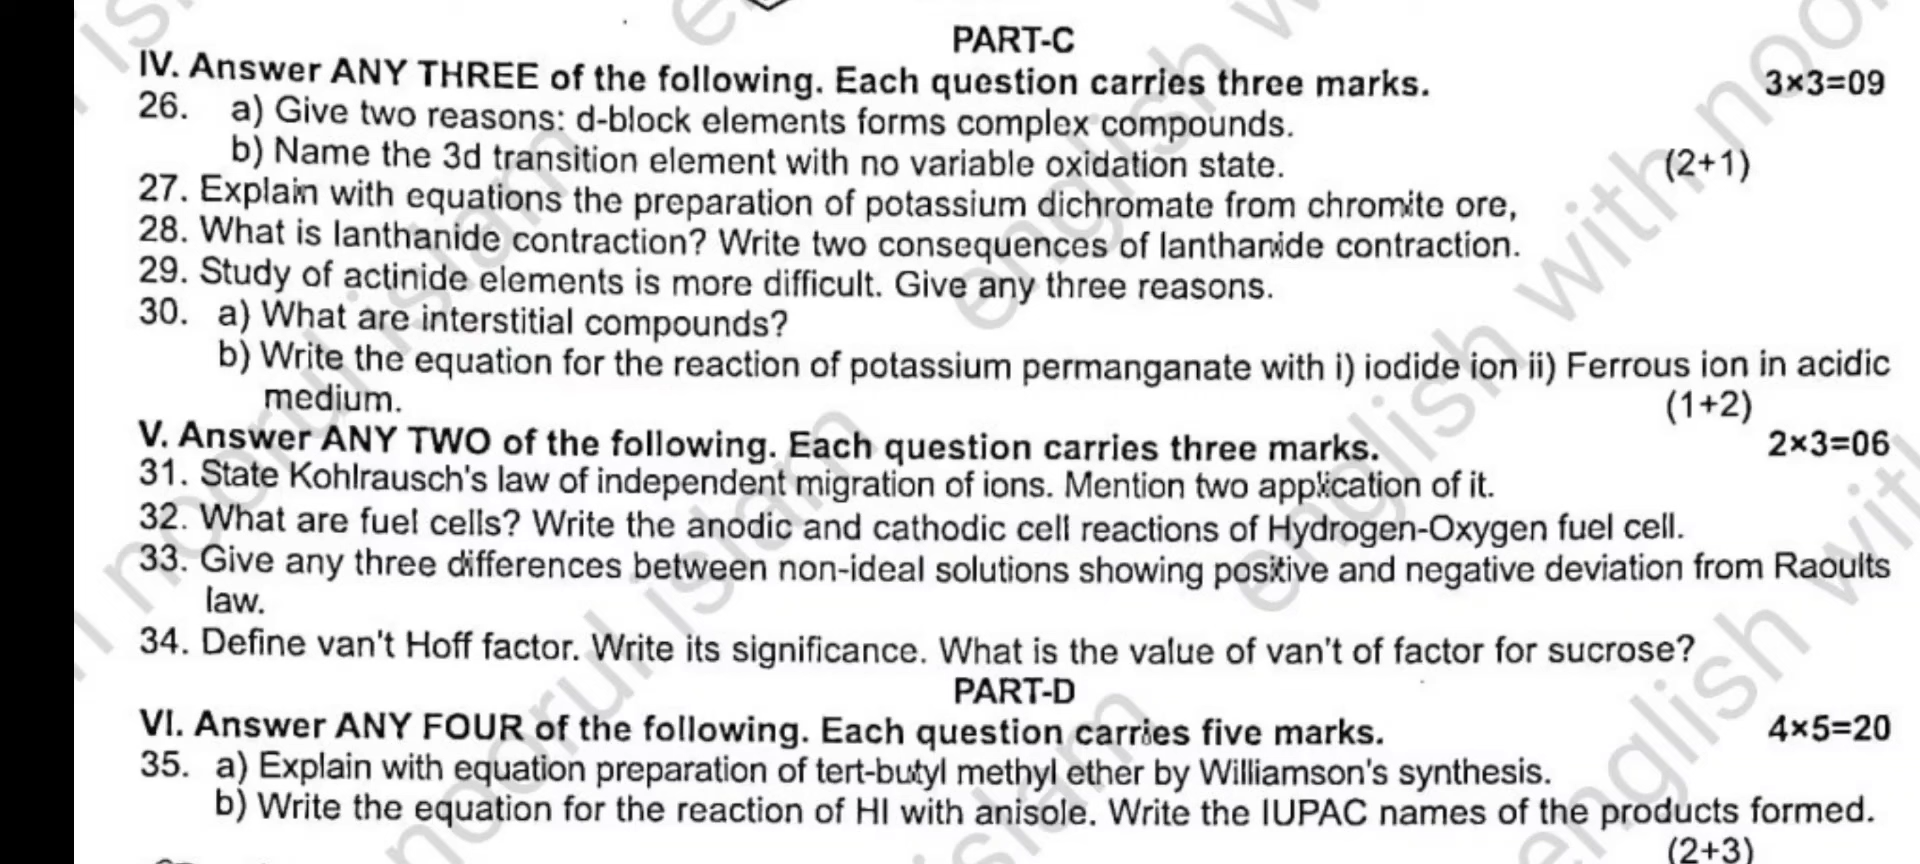 PART-C
IV. Answer ANY THREE of the following. Each question carries three marks. 3×3=09
26. a) Give two reasons: d-block elements forms complex compounds.
b) Name the 3d transition element with no variable oxidation state. (2+1)
27. Explain with equations the preparation of potassium dichromate from chromite ore,
28. What is lanthanide contraction? Write two consequences of lanthanide contraction.
29. Study of actinide elements is more difficult. Give any three reasons.
30. a) What are interstitial compounds?
b) Write the equation for the reaction of potassium permanganate with i) iodide ion ii) Ferrous ion in acidic
medium. (1+2)
V. Answer ANY TWO of the following. Each question carries three marks. 2×3=06
31. State Kohlrausch's law of independent migration of ions. Mention two application of it.
32. What are fuel cells? Write the anodic and cathodic cell reactions of Hydrogen-Oxygen fuel cell.
33. Give any three differences between non-ideal solutions showing positive and negative deviation from Raoults
law.
34. Define van't Hoff factor. Write its significance. What is the value of van't of factor for sucrose?
PART-D
VI. Answer ANY FOUR of the following. Each question carries five marks. 4×5=20
35. a) Explain with equation preparation of tert-butyl methyl ether by Williamson's synthesis.
b) Write the equation for the reaction of HI with anisole. Write the IUPAC names of the products formed.
(2+3)
english with noorul islam